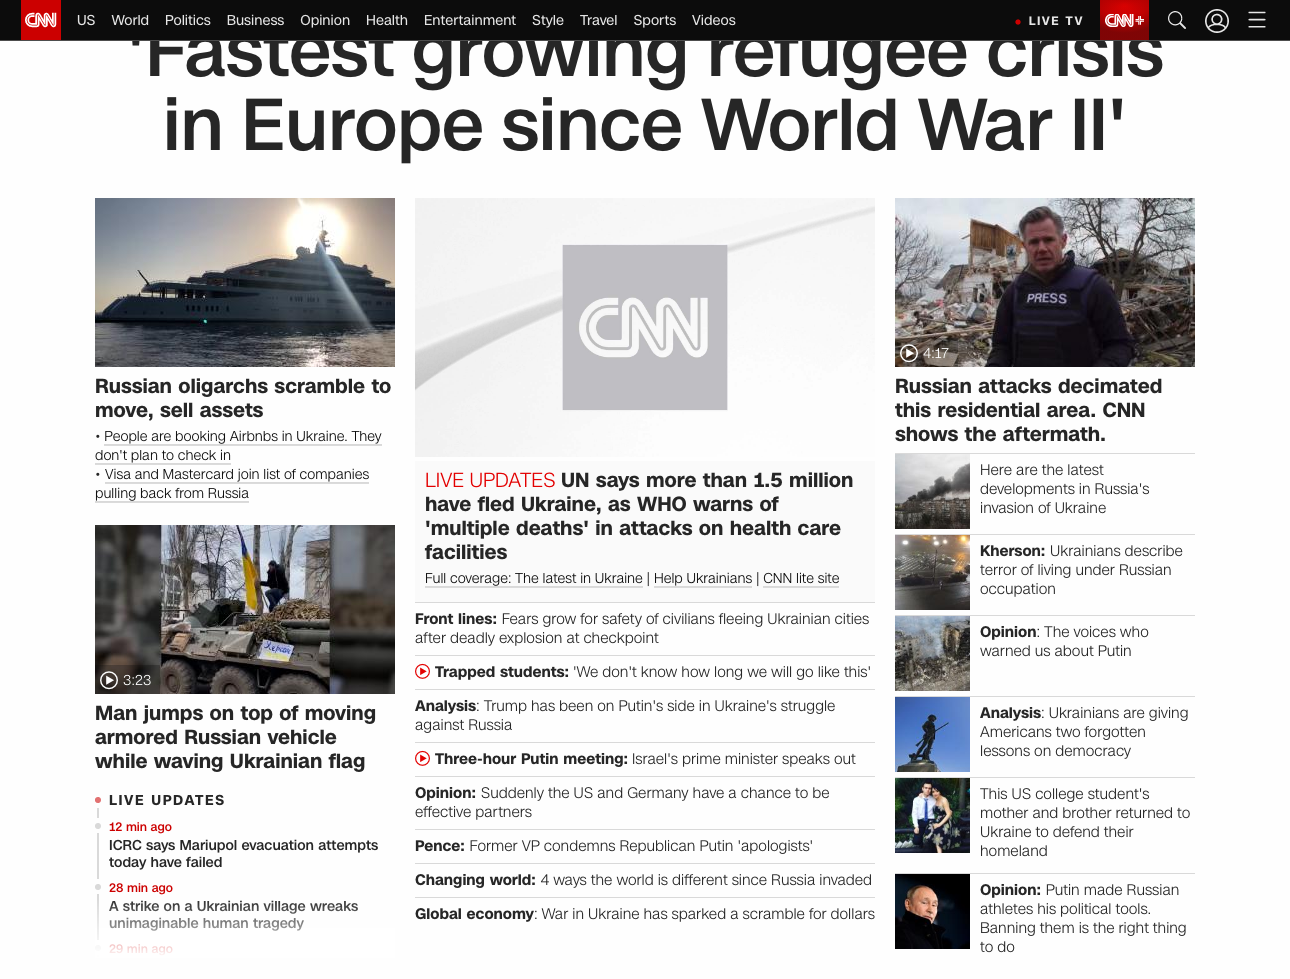 CNN
US
World
Politics
Business
Opinion
Health
Entertainment
Style
Travel
Sports
Videos
LIVE TV
CNN+
'Fastest growing refugee crisis
in Europe since World War II'
Russian oligarchs scramble to
move, sell assets
• People are booking Airbnbs in Ukraine. They
don't plan to check in
• Visa and Mastercard join list of companies
pulling back from Russia
3:23
Man jumps on top of moving
armored Russian vehicle
while waving Ukrainian flag
LIVE UPDATES
12 min ago
ICRC says Mariupol evacuation attempts
today have failed
28 min ago
A strike on a Ukrainian village wreaks
unimaginable human tragedy
29 min ago
CNN
LIVE UPDATES UN says more than 1.5 million
have fled Ukraine, as WHO warns of
'multiple deaths' in attacks on health care
facilities
Full coverage: The latest in Ukraine | Help Ukrainians | CNN lite site
Front lines: Fears grow for safety of civilians fleeing Ukrainian cities
after deadly explosion at checkpoint
Trapped students: 'We don't know how long we will go like this'
Analysis: Trump has been on Putin's side in Ukraine's struggle
against Russia
Three-hour Putin meeting: Israel's prime minister speaks out
Opinion: Suddenly the US and Germany have a chance to be
effective partners
Pence: Former VP condemns Republican Putin 'apologists'
Changing world: 4 ways the world is different since Russia invaded
Global economy: War in Ukraine has sparked a scramble for dollars
PRESS
4:17
Russian attacks decimated
this residential area. CNN
shows the aftermath.
Here are the latest
developments in Russia's
invasion of Ukraine
Kherson: Ukrainians describe
terror of living under Russian
occupation
Opinion: The voices who
warned us about Putin
Analysis: Ukrainians are giving
Americans two forgotten
lessons on democracy
This US college student's
mother and brother returned to
Ukraine to defend their
homeland
Opinion: Putin made Russian
athletes his political tools.
Banning them is the right thing
to do